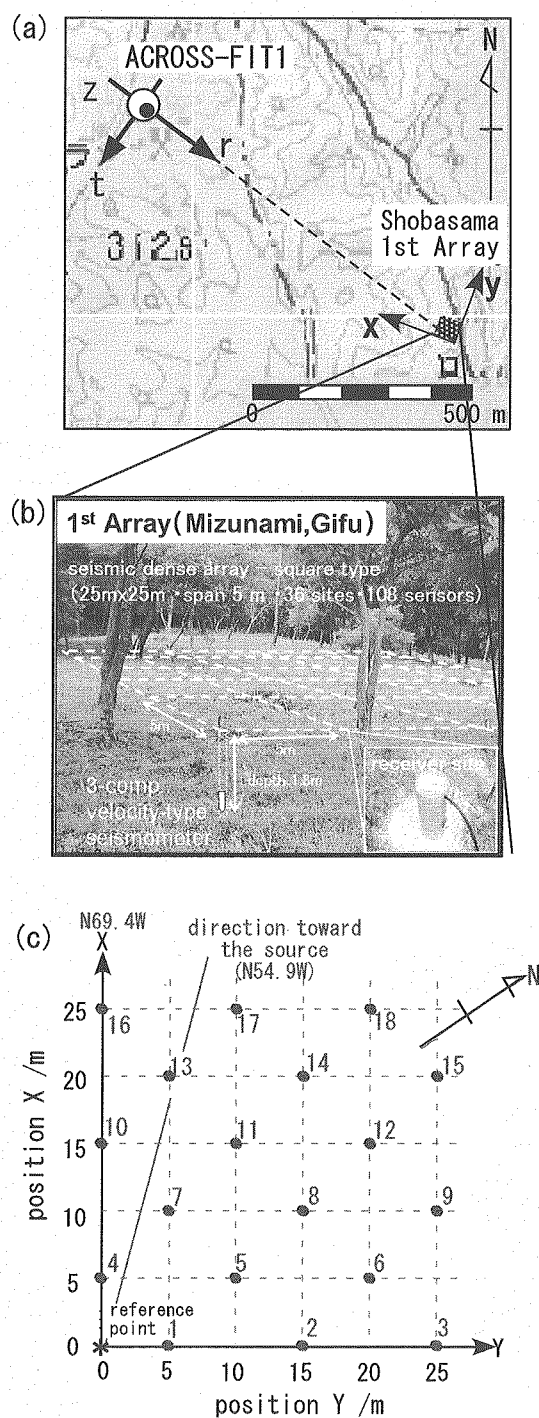 (a)
ACROSS-FIT1
N
z
r
t
312s
Shobasama
1st Array
y
x
0 500 m
(b)
1st Array(Mizunami,Gifu)
seismic dense array – square type
(25mx25m・span 5 m・36 sites・108 sensors)
5m
5m
depth:1.8m
receiver site
3-comp
velocity-type
seismometer
(c)
N69.4W
X
direction toward
the source
(N54.9W)
N
25
16
17
18
20
13
14
15
15
10
11
12
10
7
8
9
5
4
5
6
reference
point
1
2
3
0
Y
0 5 10 15 20 25
position X /m
position Y /m